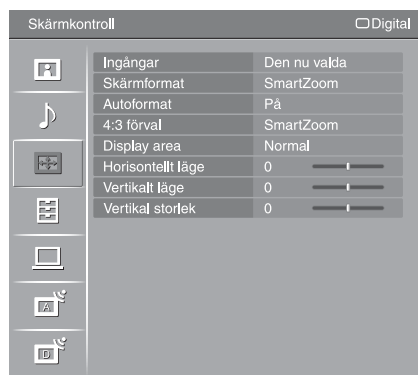 Skärmkontroll Digital
Ingångar Den nu valda
Skärmformat SmartZoom
Autoformat På
4:3 förval SmartZoom
Display area Normal
Horisontellt läge 0
Vertikalt läge 0
Vertikal storlek 0
A
D